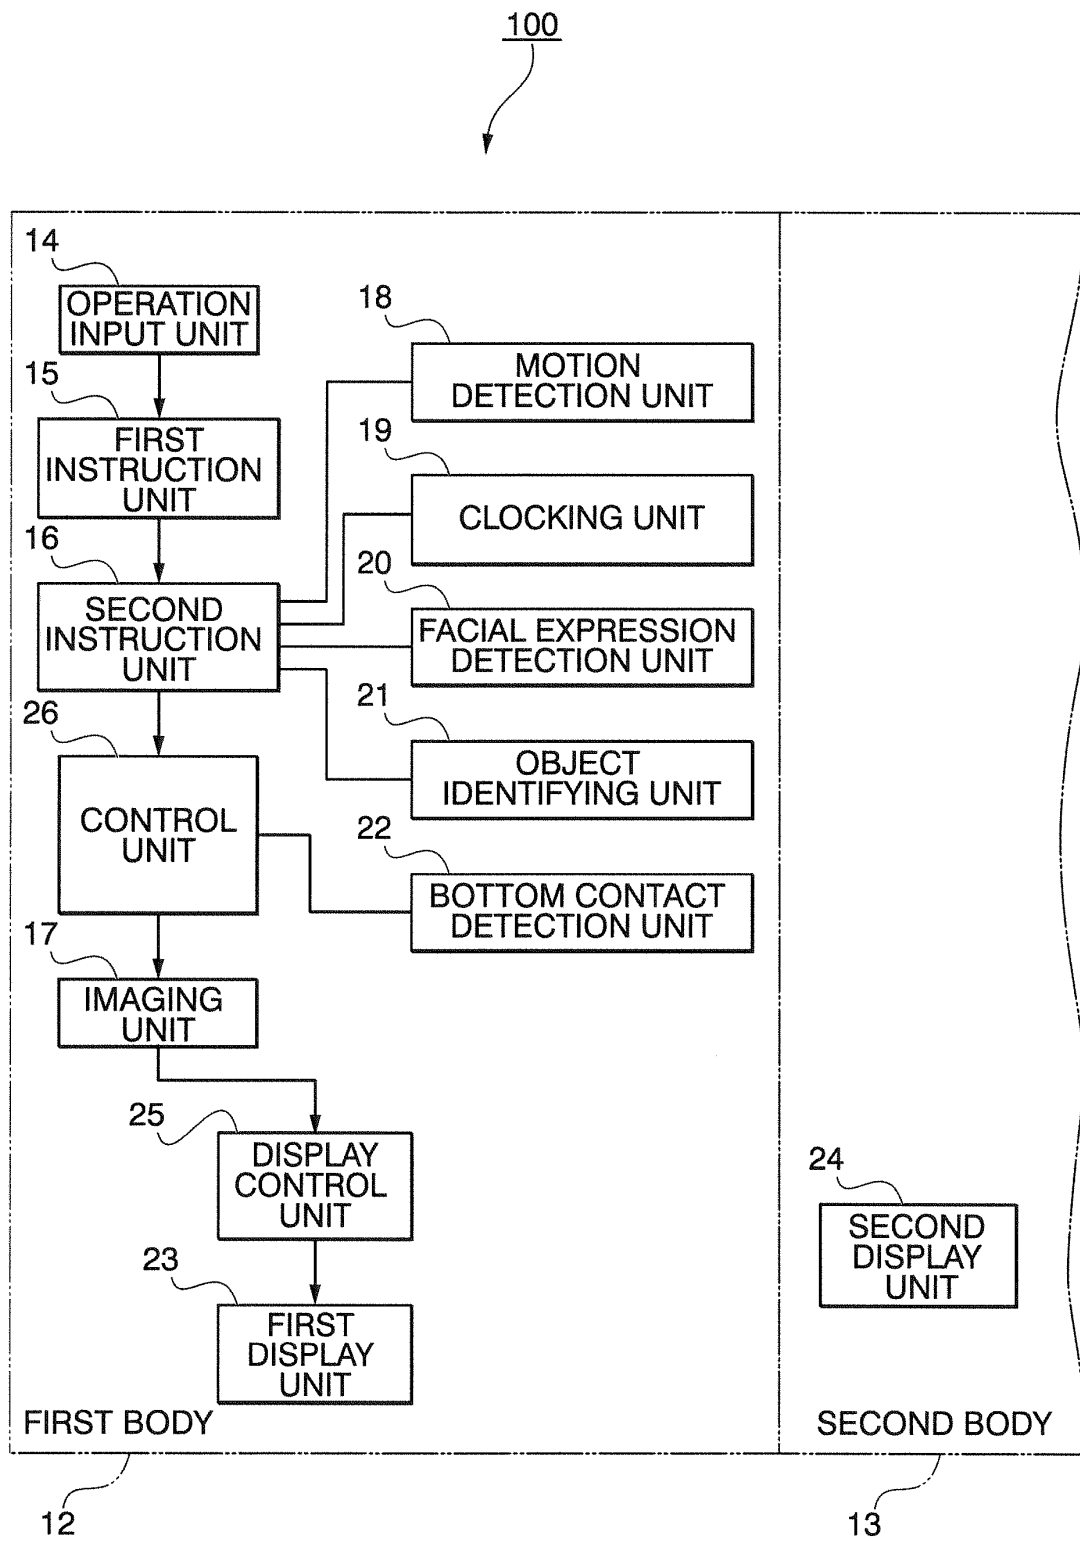 100
14
OPERATION
INPUT UNIT
15
FIRST
INSTRUCTION
UNIT
16
SECOND
INSTRUCTION
UNIT
26
CONTROL
UNIT
17
IMAGING
UNIT
25
DISPLAY
CONTROL
UNIT
23
FIRST
DISPLAY
UNIT
18
MOTION
DETECTION UNIT
19
CLOCKING UNIT
20
FACIAL EXPRESSION
DETECTION UNIT
21
OBJECT
IDENTIFYING UNIT
22
BOTTOM CONTACT
DETECTION UNIT
FIRST BODY
12
24
SECOND
DISPLAY
UNIT
SECOND BODY
13